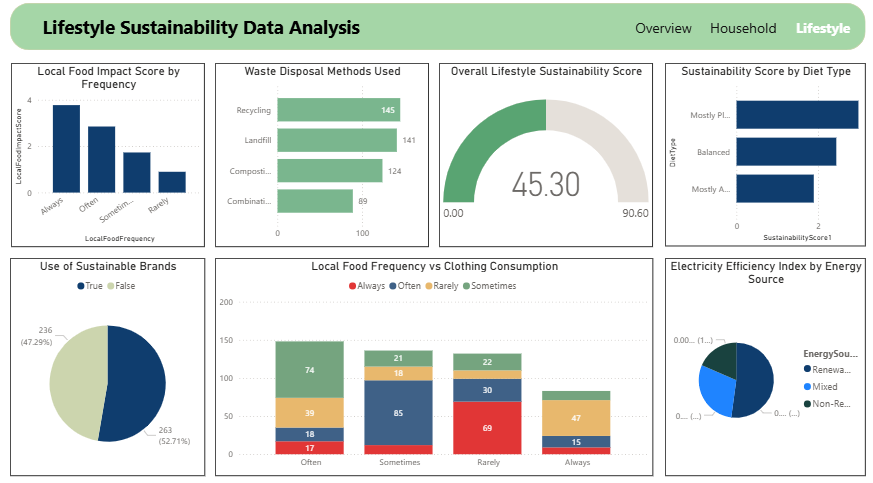 Lifestyle Sustainability Data Analysis
Overview Household Lifestyle
Local Food Impact Score by
Frequency
4
2
0
LocalFoodImpactScore
Always
Often
Sometim...
Rarely
LocalFoodFrequency
Waste Disposal Methods Used
Recycling 145
Landfill 141
Composti... 124
Combinati... 89
0 100
Overall Lifestyle Sustainability Score
45.30
0.00 90.60
Sustainability Score by Diet Type
DietType
Mostly Pl...
Balanced
Mostly A...
0 2
SustainabilityScore1
Use of Sustainable Brands
True False
236
(47.29%)
263
(52.71%)
Local Food Frequency vs Clothing Consumption
Always Often Rarely Sometimes
200
150
100
50
0
74
39
18
17
21
18
85
22
30
69
47
15
Often Sometimes Rarely Always
Electricity Efficiency Index by Energy
Source
0.00... (1...)
0.... (...)
0... (...)
EnergySou...
Renewa...
Mixed
Non-Re...